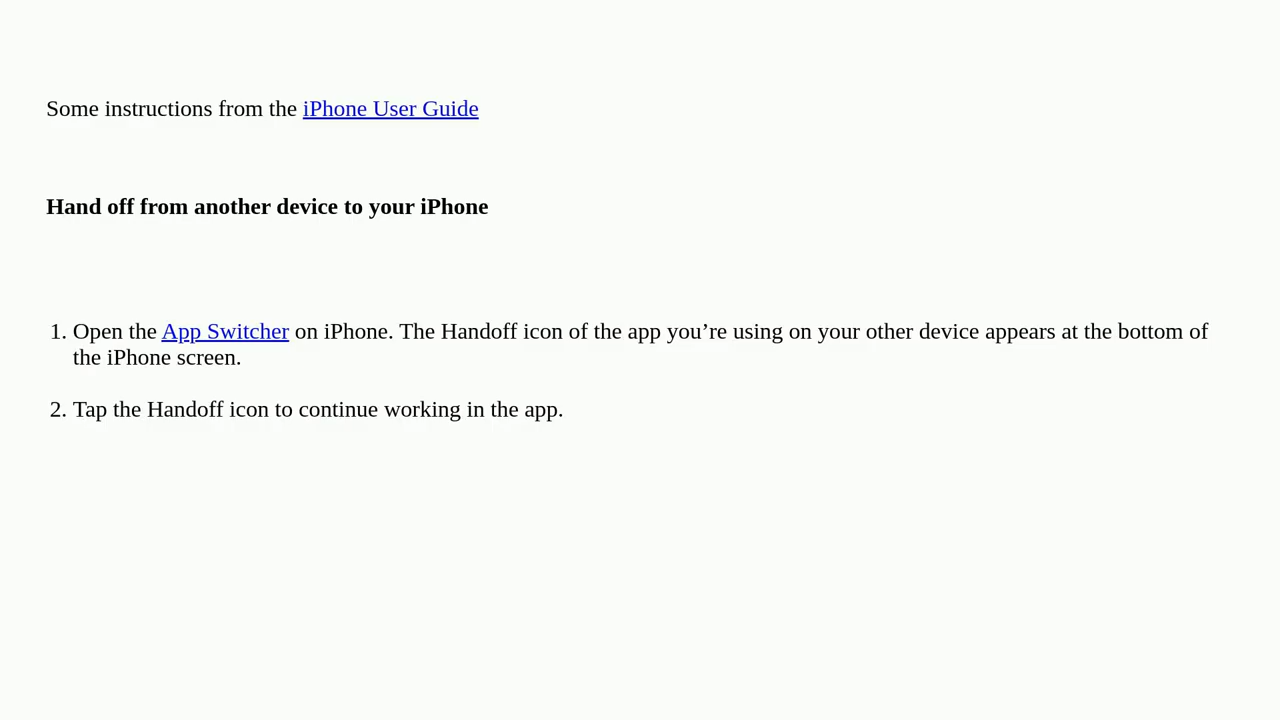 Some instructions from the iPhone User Guide
Hand off from another device to your iPhone
1. Open the App Switcher on iPhone. The Handoff icon of the app you’re using on your other device appears at the bottom of
the iPhone screen.
2. Tap the Handoff icon to continue working in the app.